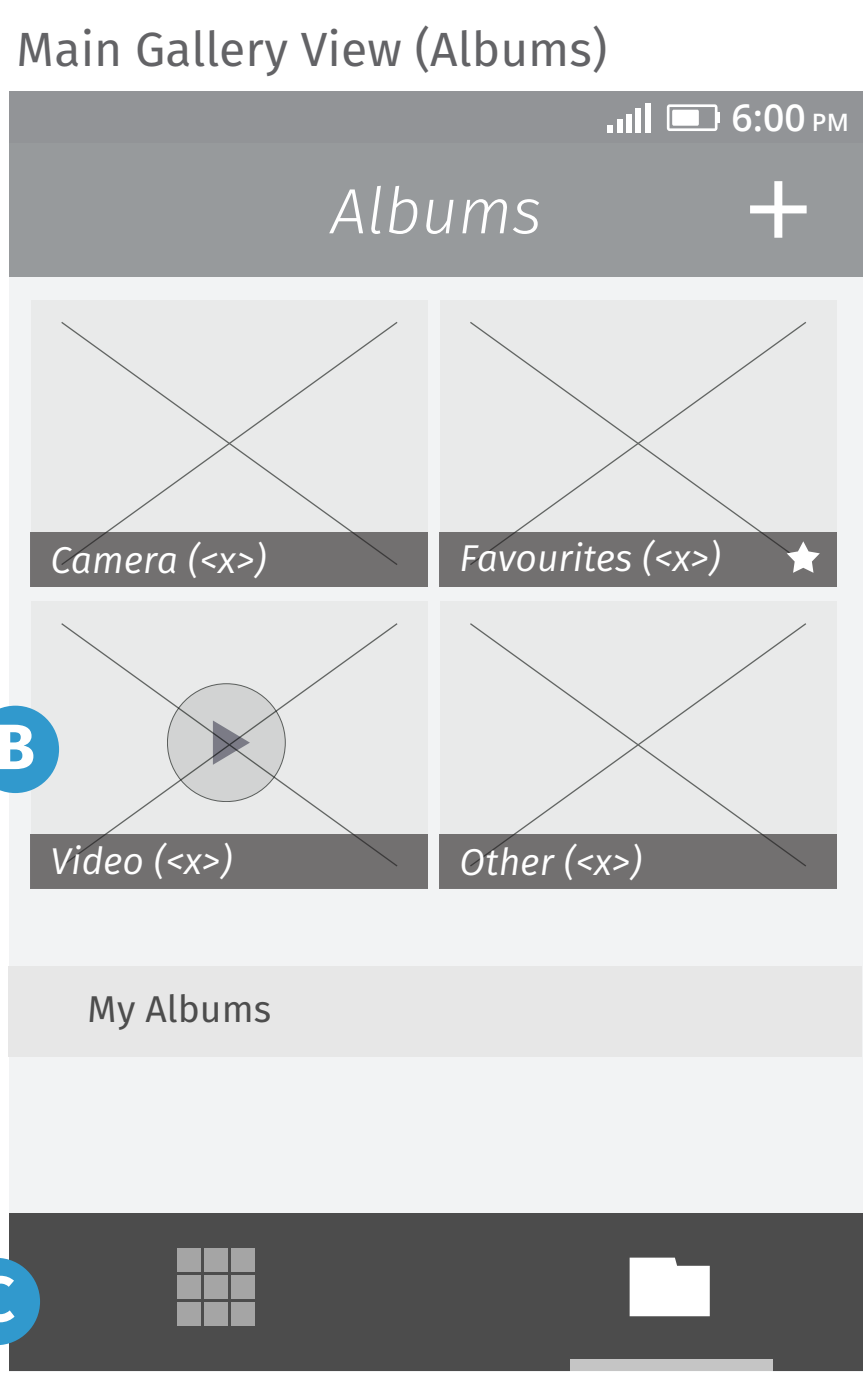 Main Gallery View (Albums)
6:00 PM
Albums
Camera (<x>)
Favourites (<x>)
B
Video (<x>)
Other (<x>)
My Albums
C